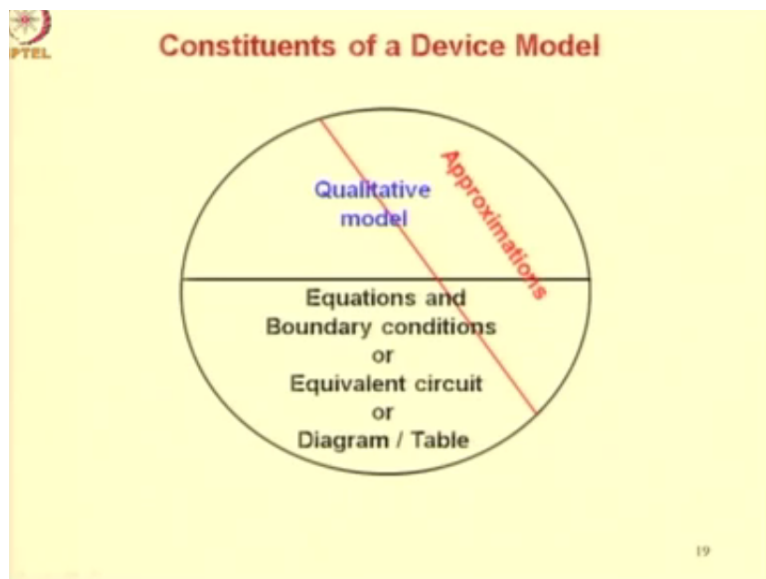 PTEL
Constituents of a Device Model
Qualitative
model
Approximations
Equations and
Boundary conditions
or
Equivalent circuit
or
Diagram / Table
19